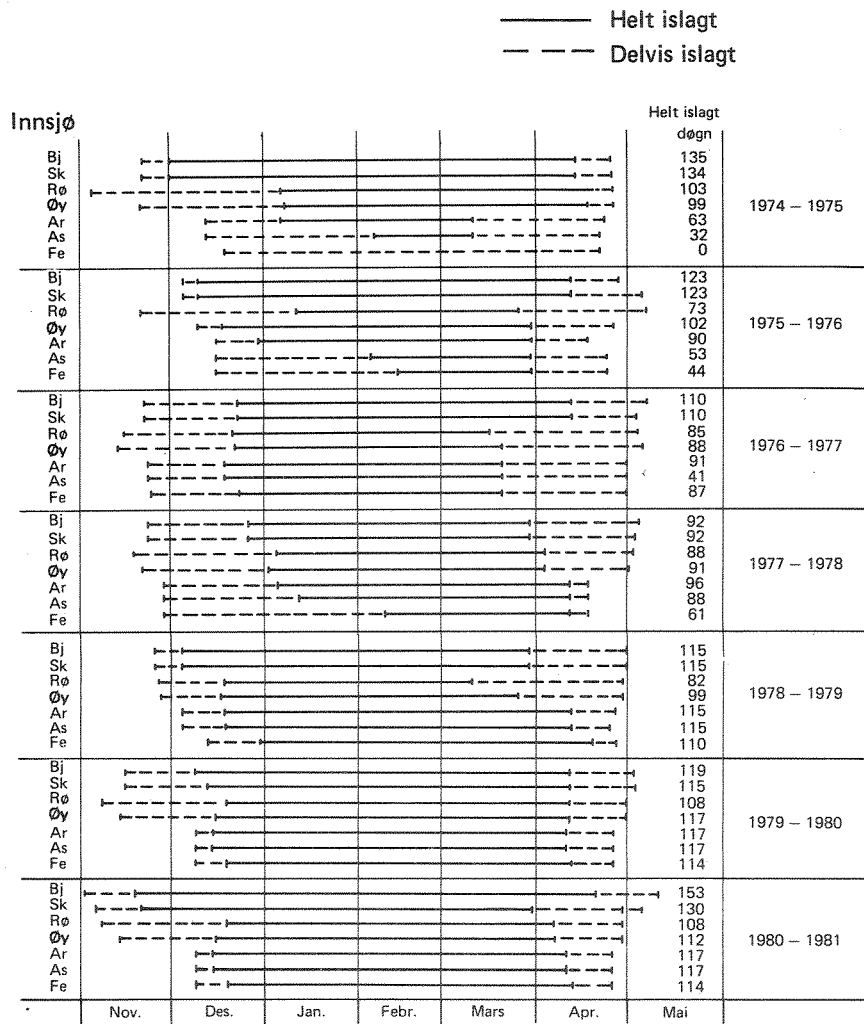 Helt islagt
Delvis islagt
Innsjø
Helt islagt
døgn
Bj 135
Sk 134
Rø 103
Øy 99 1974 – 1975
Ar 63
As 32
Fe 0
Bj 123
Sk 123
Rø 73
Øy 102 1975 – 1976
Ar 90
As 53
Fe 44
Bj 110
Sk 110
Rø 85
Øy 88 1976 – 1977
Ar 91
As 41
Fe 87
Bj 92
Sk 92
Rø 88
Øy 91 1977 – 1978
Ar 96
As 88
Fe 61
Bj 115
Sk 115
Rø 82
Øy 99 1978 – 1979
Ar 115
As 115
Fe 110
Bj 119
Sk 115
Rø 108
Øy 117 1979 – 1980
Ar 117
As 117
Fe 114
Bj 153
Sk 130
Rø 108
Øy 112 1980 – 1981
Ar 117
As 117
Fe 114
Nov. Des. Jan. Febr. Mars Apr. Mai